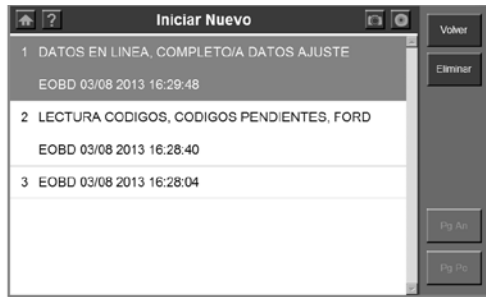 ? Iniciar Nuevo
Volver
Eliminar
1 DATOS EN LINEA, COMPLETO/A DATOS AJUSTE
EOBD 03/08 2013 16:29:48
2 LECTURA CODIGOS, CODIGOS PENDIENTES, FORD
EOBD 03/08 2013 16:28:40
3 EOBD 03/08 2013 16:28:04
Pg An
Pg Po